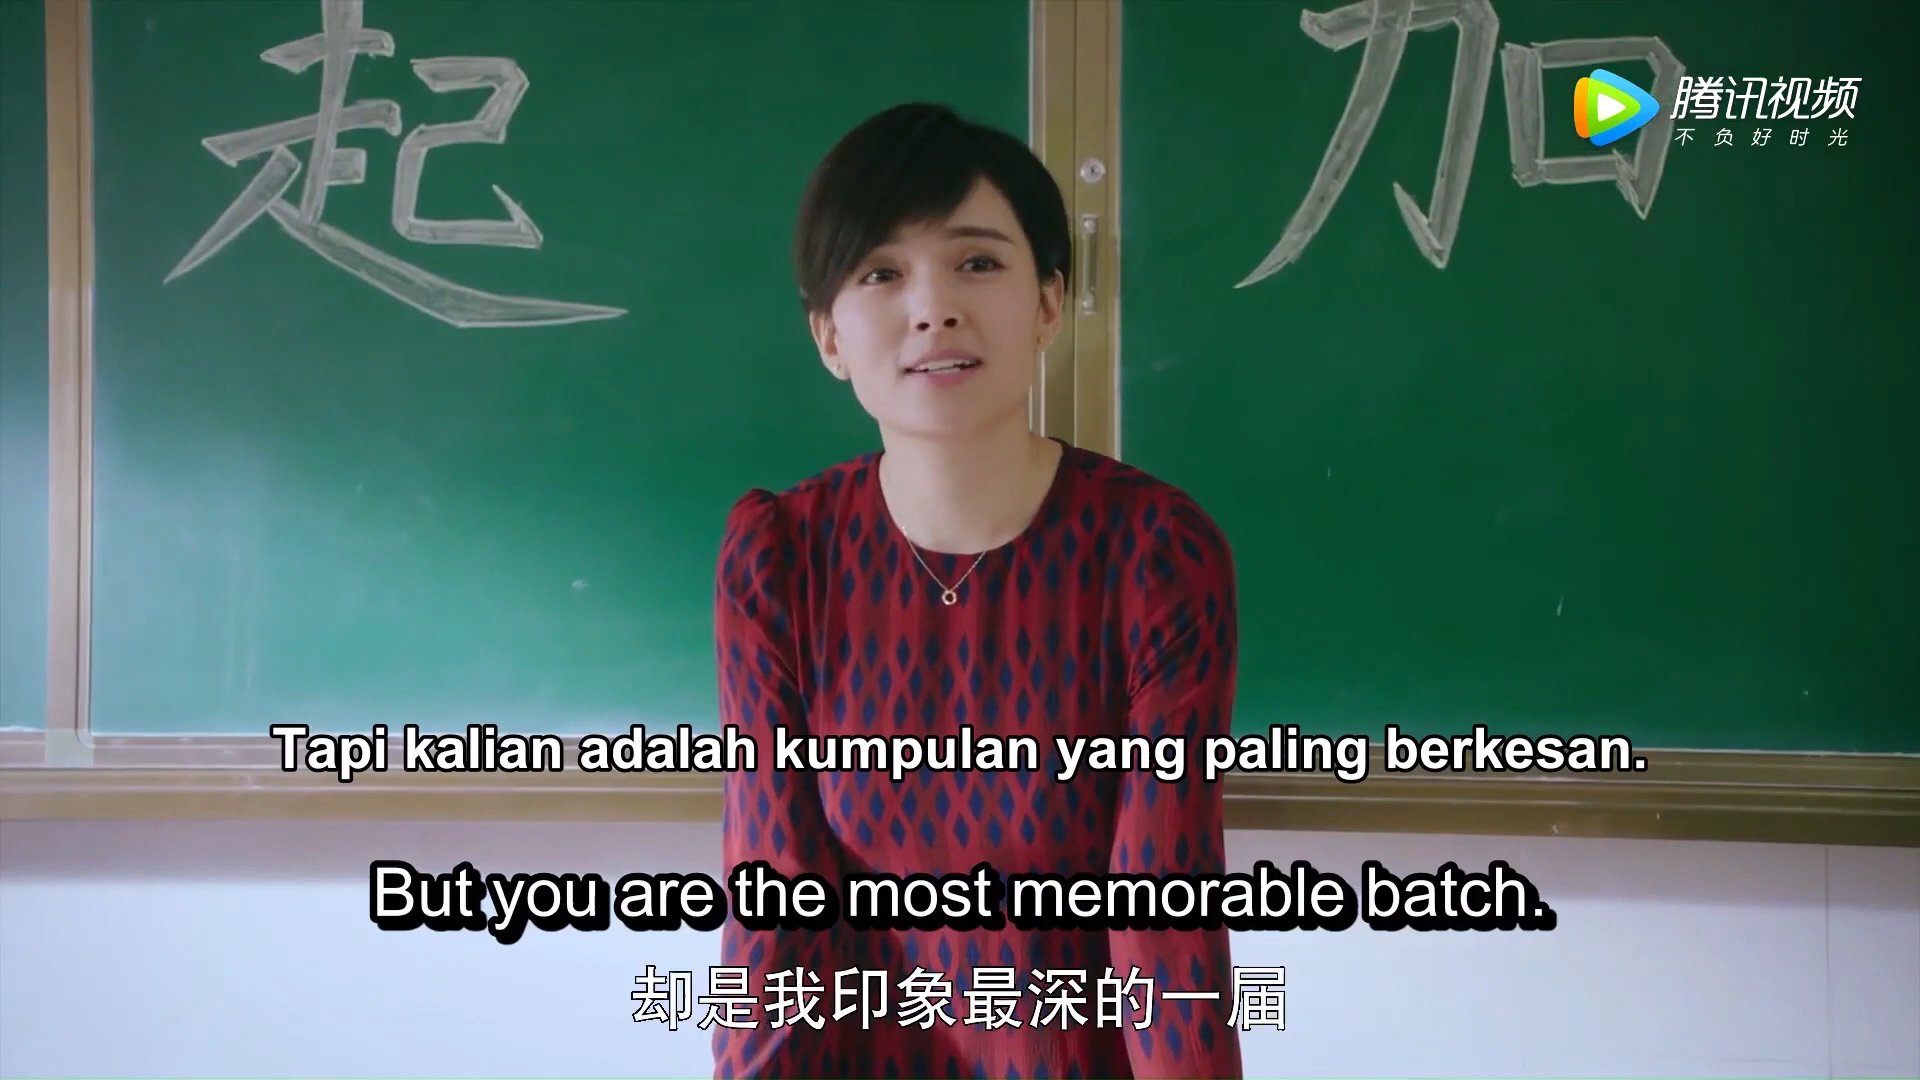 起 加
腾讯视频
不负好时光
Tapi kalian adalah kumpulan yang paling berkesan.
But you are the most memorable batch.
却是我印象最深的一届